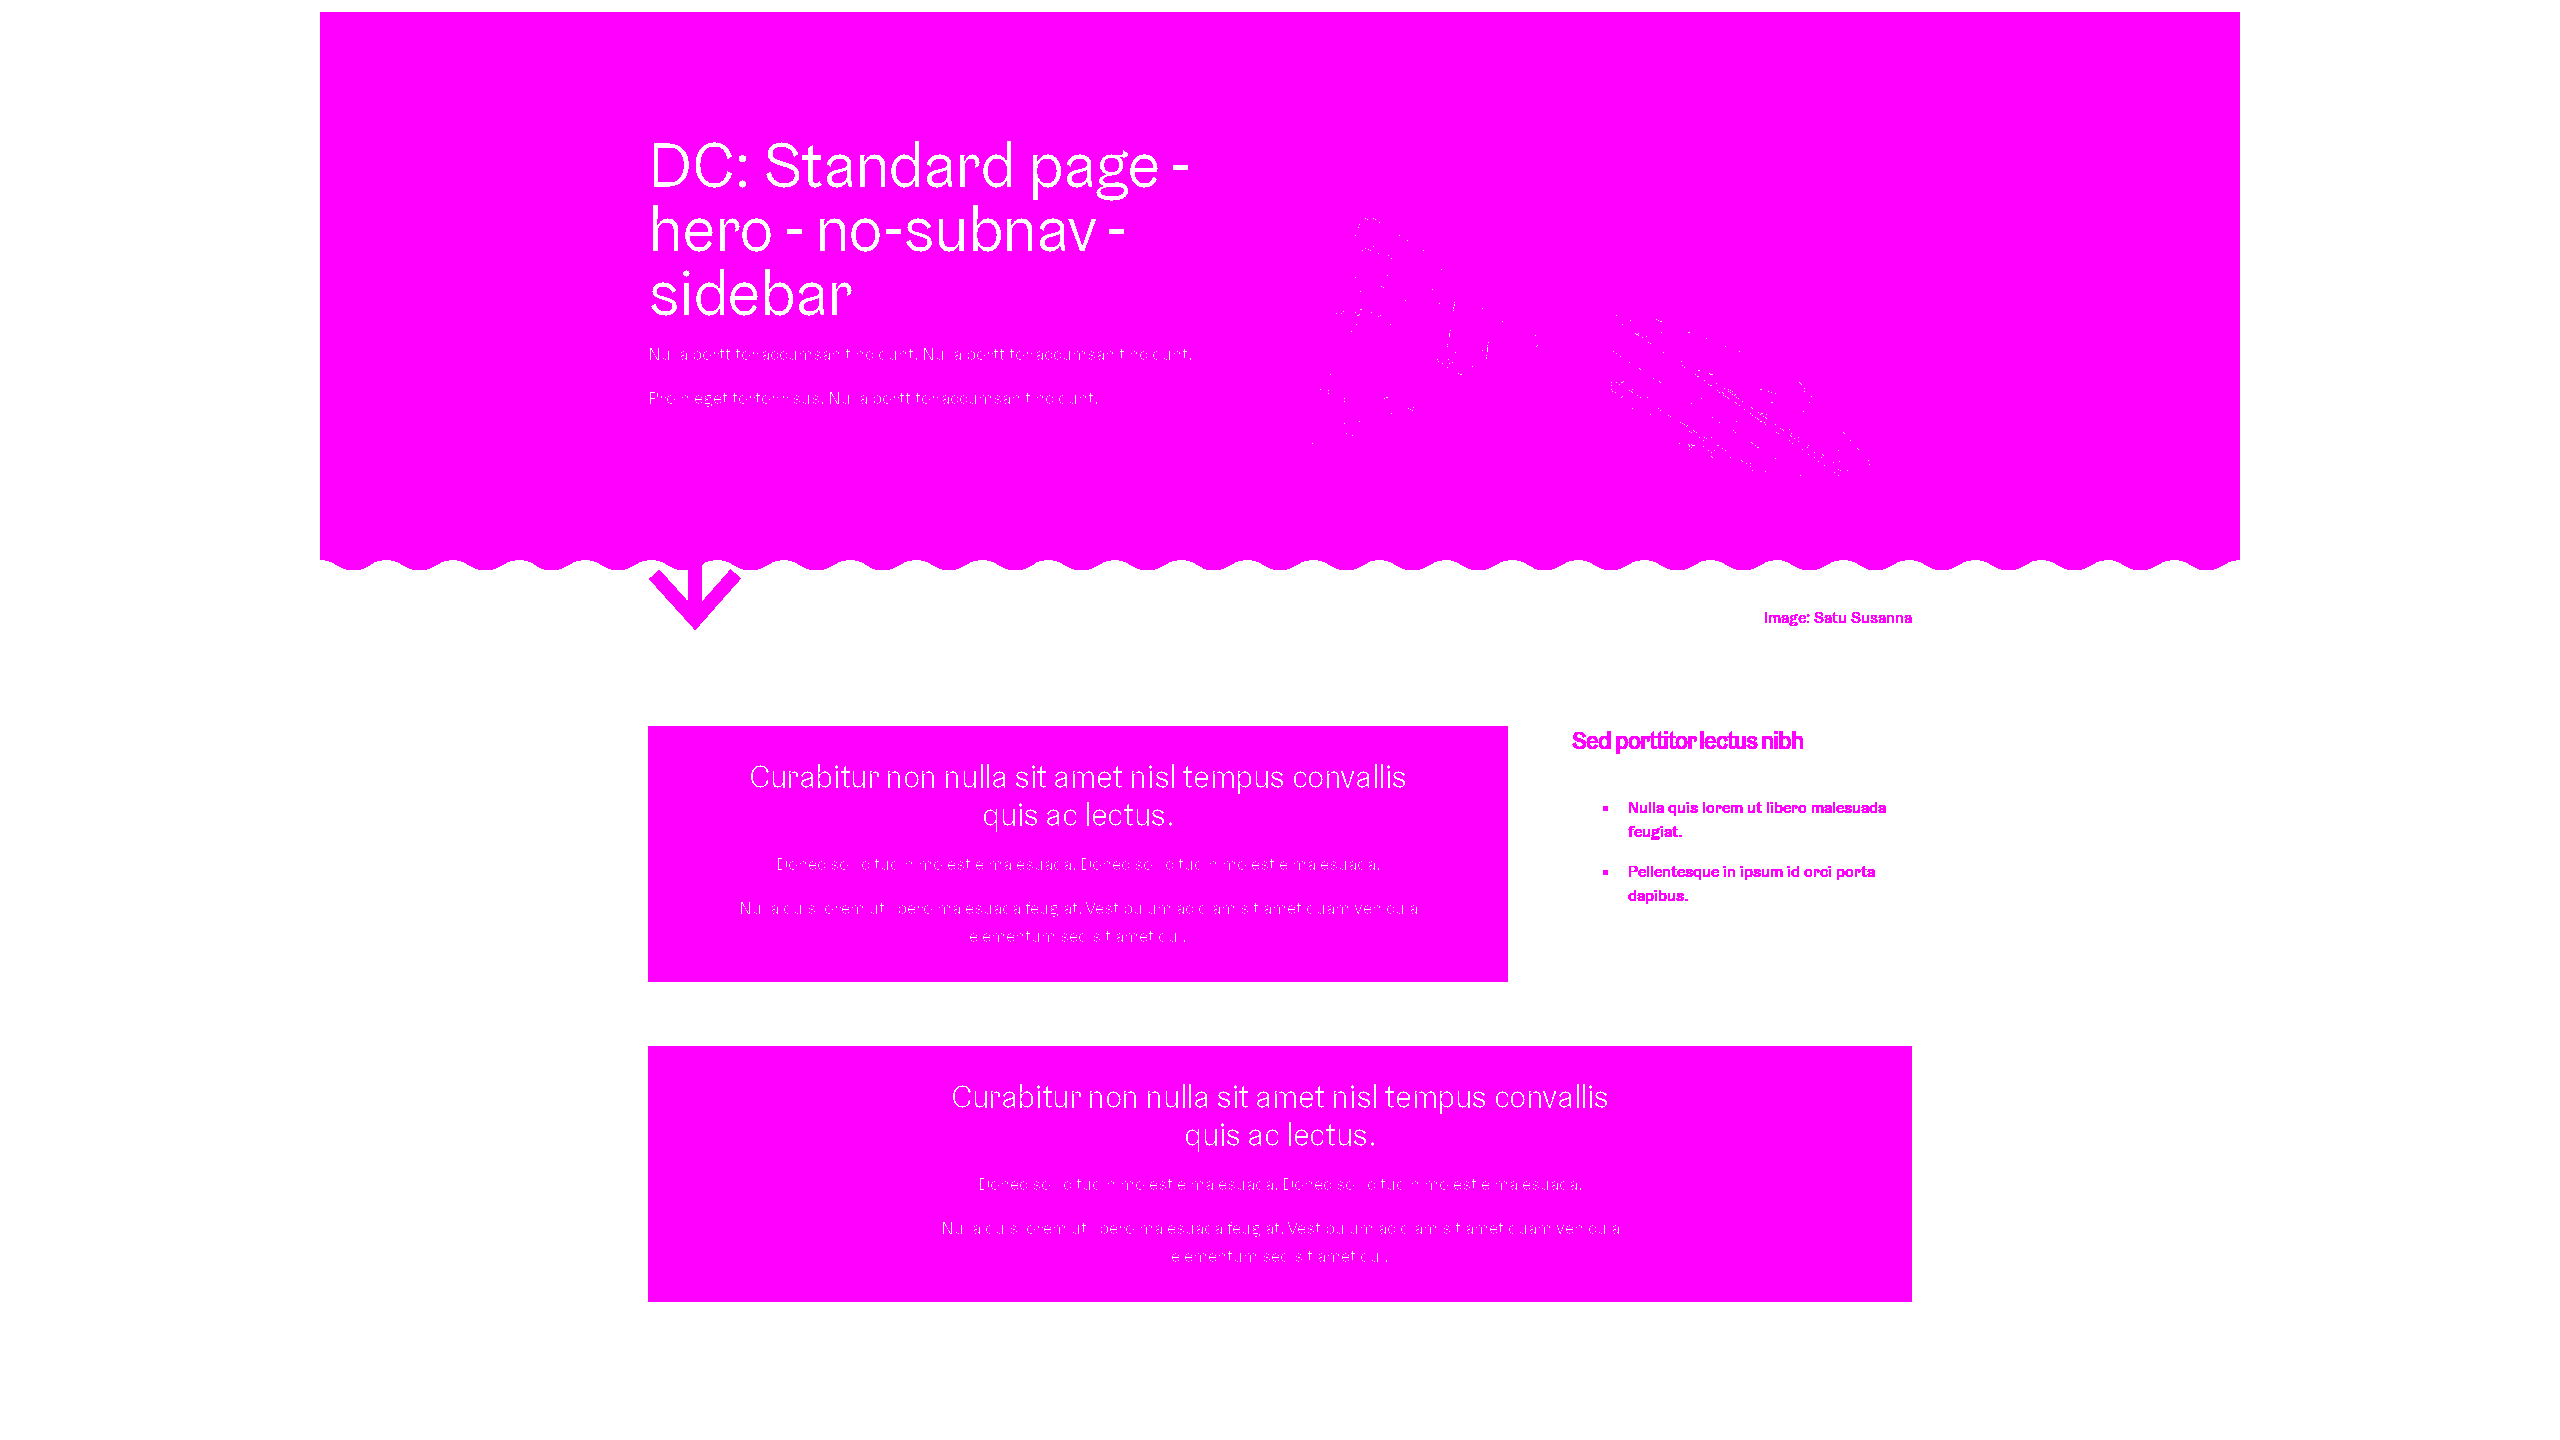 DC: Standard page -
hero - no-subnav -
sidebar
Nulla porttitor accumsan tincidunt. Nulla porttitor accumsan tincidunt.
Proin eget tortor risus. Nulla porttitor accumsan tincidunt.
Image: Satu Susanna
Curabitur non nulla sit amet nisl tempus convallis
quis ac lectus.
Donec sollicitudin molestie malesuada. Donec sollicitudin molestie malesuada.
Nulla quis lorem ut libero malesuada feugiat. Vestibulum ac diam sit amet quam vehicula
elementum sed sit amet dui.
Sed porttitor lectus nibh
Nulla quis lorem ut libero malesuada
feugiat.
Pellentesque in ipsum id orci porta
dapibus.
Curabitur non nulla sit amet nisl tempus convallis
quis ac lectus.
Donec sollicitudin molestie malesuada. Donec sollicitudin molestie malesuada.
Nulla quis lorem ut libero malesuada feugiat. Vestibulum ac diam sit amet quam vehicula
elementum sed sit amet dui.